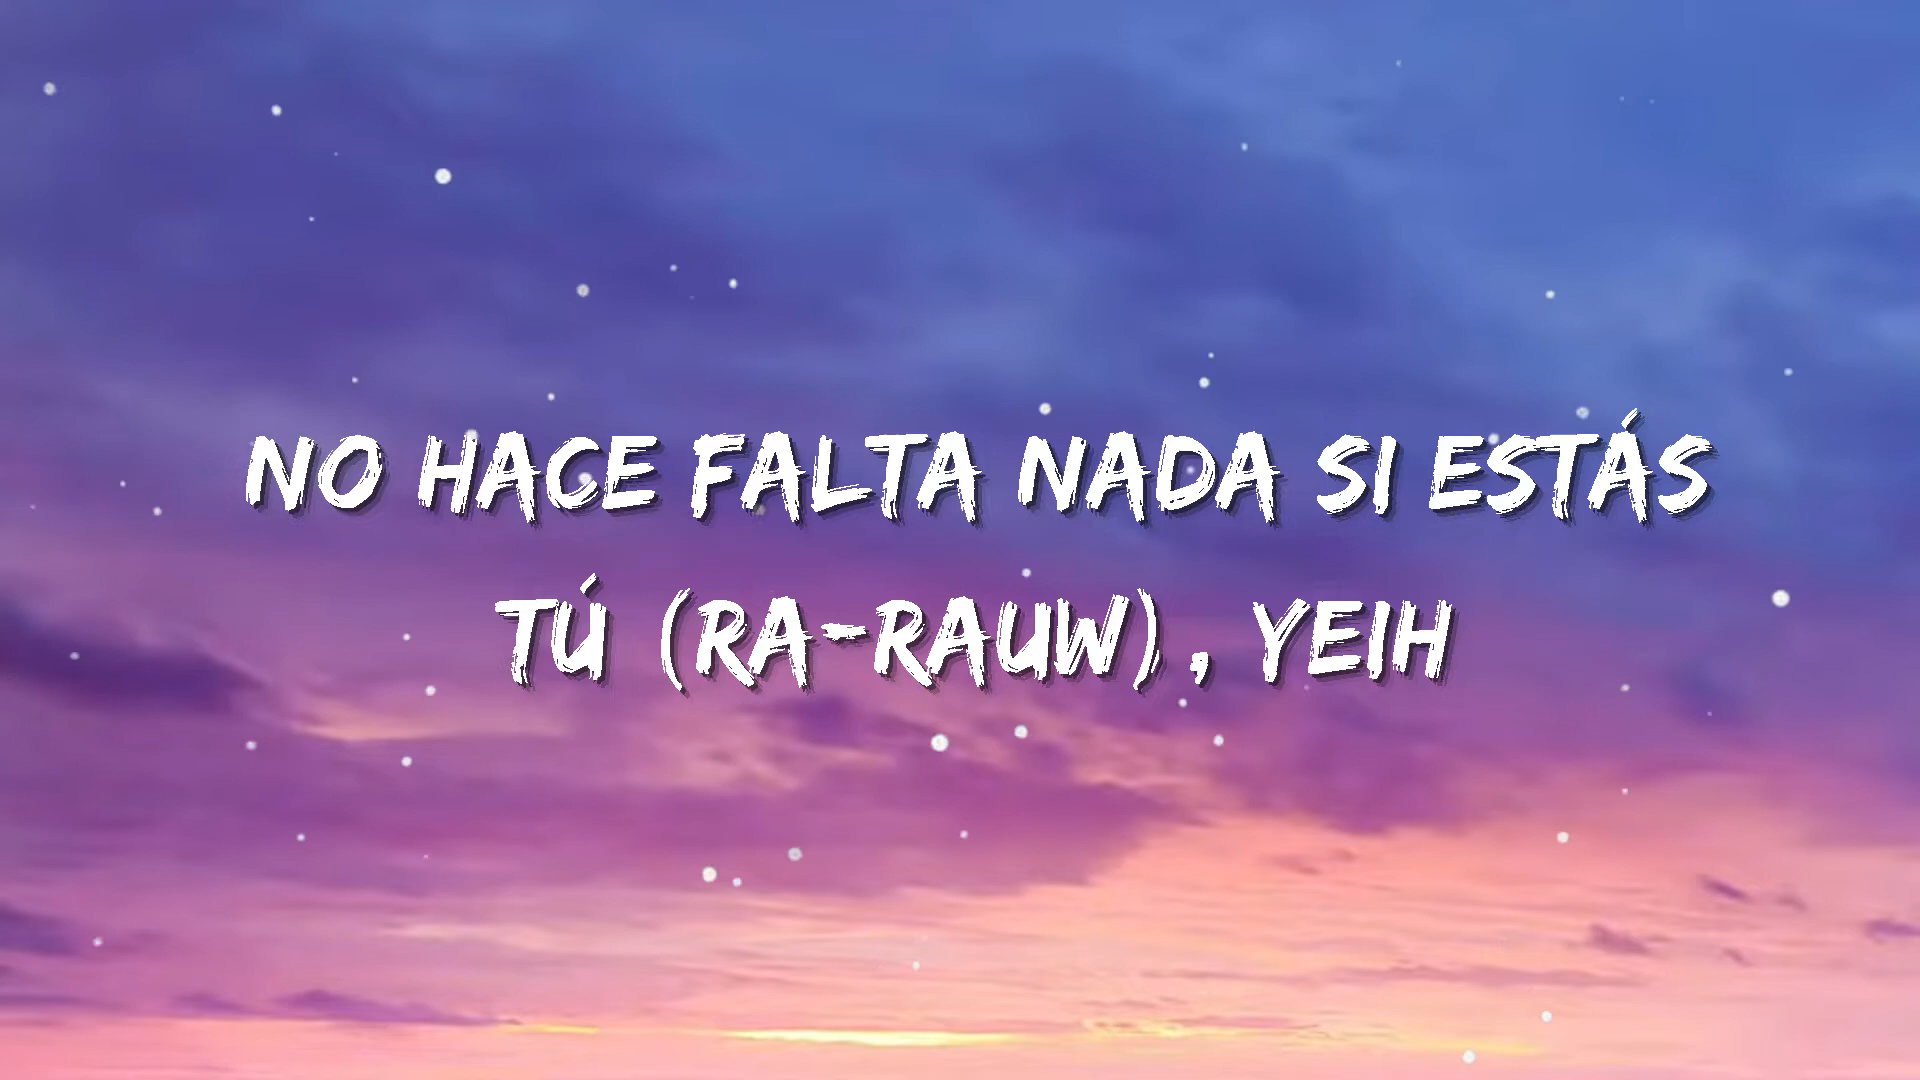 NO HACE FALTA NADA SI ESTÁS
TÚ (RA-RAUW), YEIH